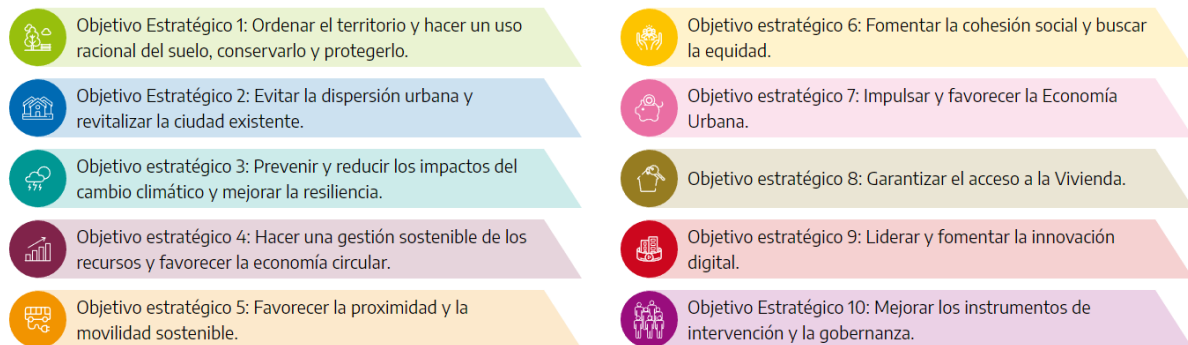 Objetivo Estratégico 1: Ordenar el territorio y hacer un uso
racional del suelo, conservarlo y protegerlo.
Objetivo Estratégico 2: Evitar la dispersión urbana y
revitalizar la ciudad existente.
Objetivo estratégico 3: Prevenir y reducir los impactos del
cambio climático y mejorar la resiliencia.
Objetivo estratégico 4: Hacer una gestión sostenible de los
recursos y favorecer la economía circular.
Objetivo estratégico 5: Favorecer la proximidad y la
movilidad sostenible.
Objetivo estratégico 6: Fomentar la cohesión social y buscar
la equidad.
Objetivo estratégico 7: Impulsar y favorecer la Economía
Urbana.
Objetivo estratégico 8: Garantizar el acceso a la Vivienda.
Objetivo estratégico 9: Liderar y fomentar la innovación
digital.
Objetivo Estratégico 10: Mejorar los instrumentos de
intervención y la gobernanza.